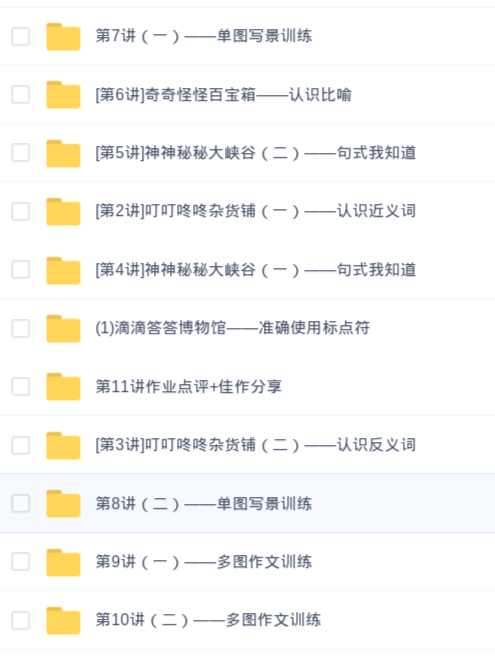 第7讲（一）——单图写景训练
[第6讲]奇奇怪怪百宝箱——认识比喻
[第5讲]神神秘秘大峡谷（二）——句式我知道
[第2讲]叮叮咚咚杂货铺（一）——认识近义词
[第4讲]神神秘秘大峡谷（一）——句式我知道
(1)滴滴答答博物馆——准确使用标点符
第11讲作业点评+佳作分享
[第3讲]叮叮咚咚杂货铺（二）——认识反义词
第8讲（二）——单图写景训练
第9讲（一）——多图作文训练
第10讲（二）——多图作文训练